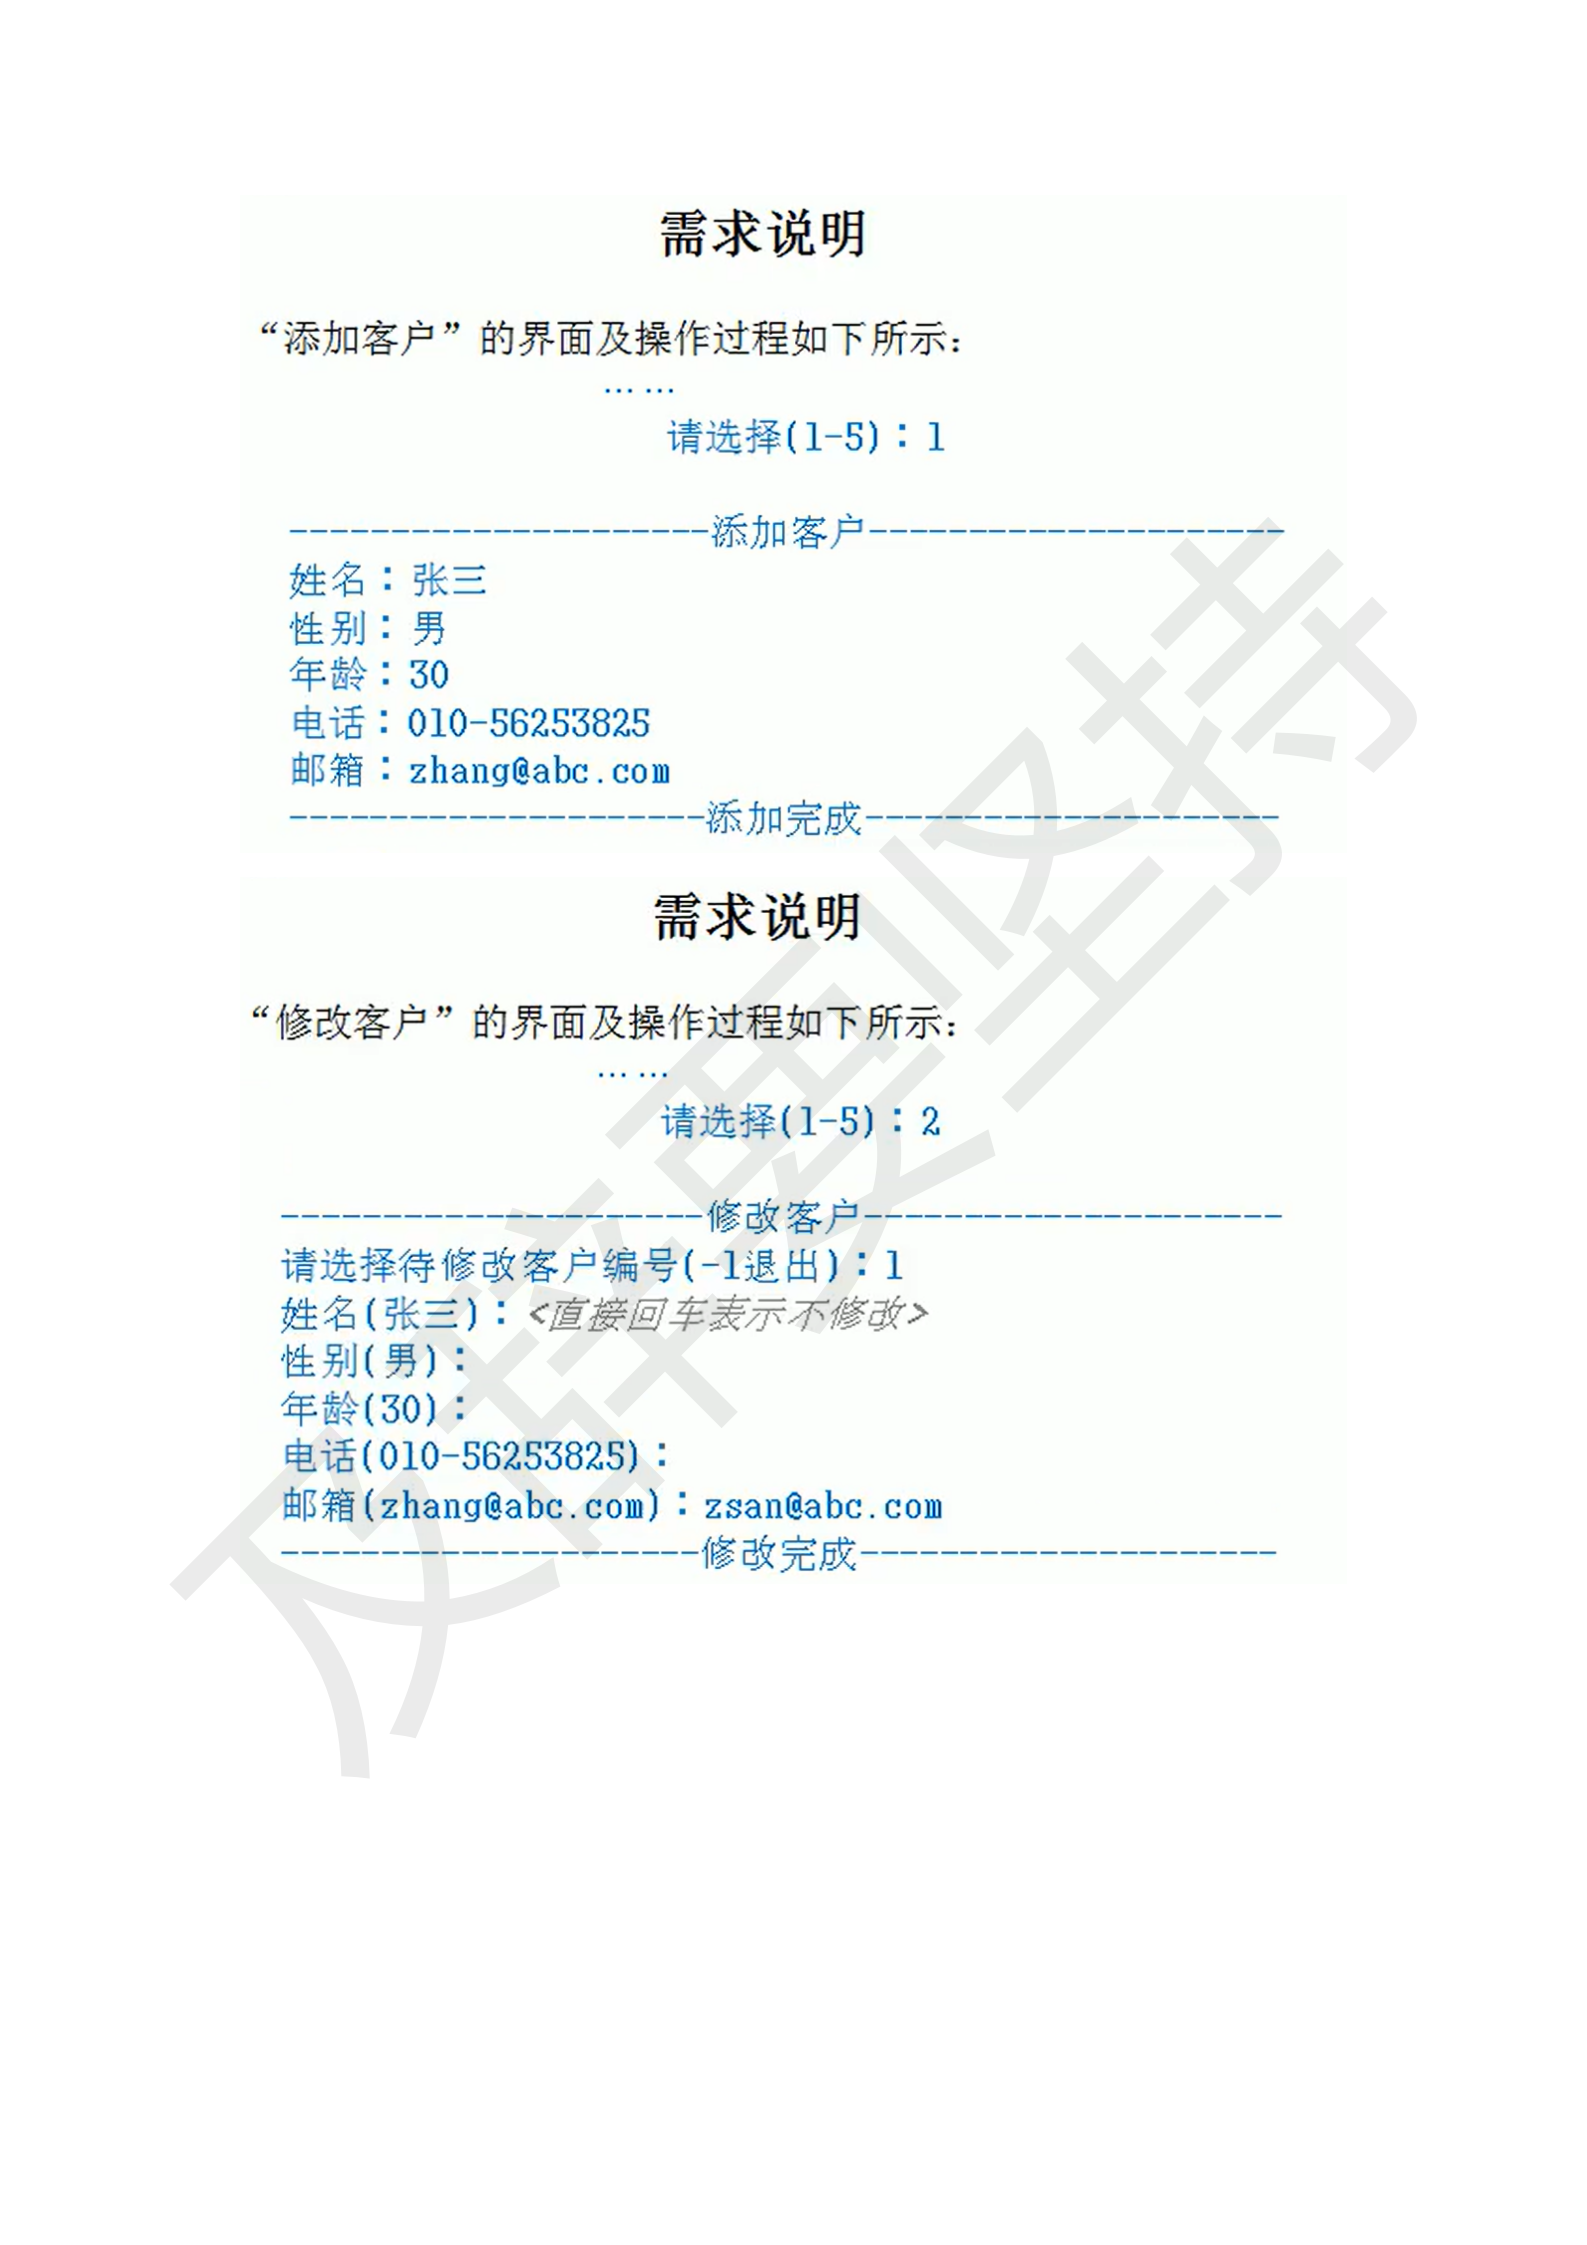 需求说明
“添加客户”的界面及操作过程如下所示：
……
请选择(1-5)：1
---------------------添加客户---------------------
姓名：张三
性别：男
年龄：30
电话：010-56253825
邮箱：zhang@abc.com
---------------------添加完成---------------------
需求说明
“修改客户”的界面及操作过程如下所示：
……
请选择(1-5)：2
---------------------修改客户---------------------
请选择待修改客户编号(-1退出)：1
姓名(张三)：<直接回车表示不修改>
性别(男)：
年龄(30)：
电话(010-56253825)：
邮箱(zhang@abc.com)：zsan@abc.com
---------------------修改完成---------------------
及辞要坚持